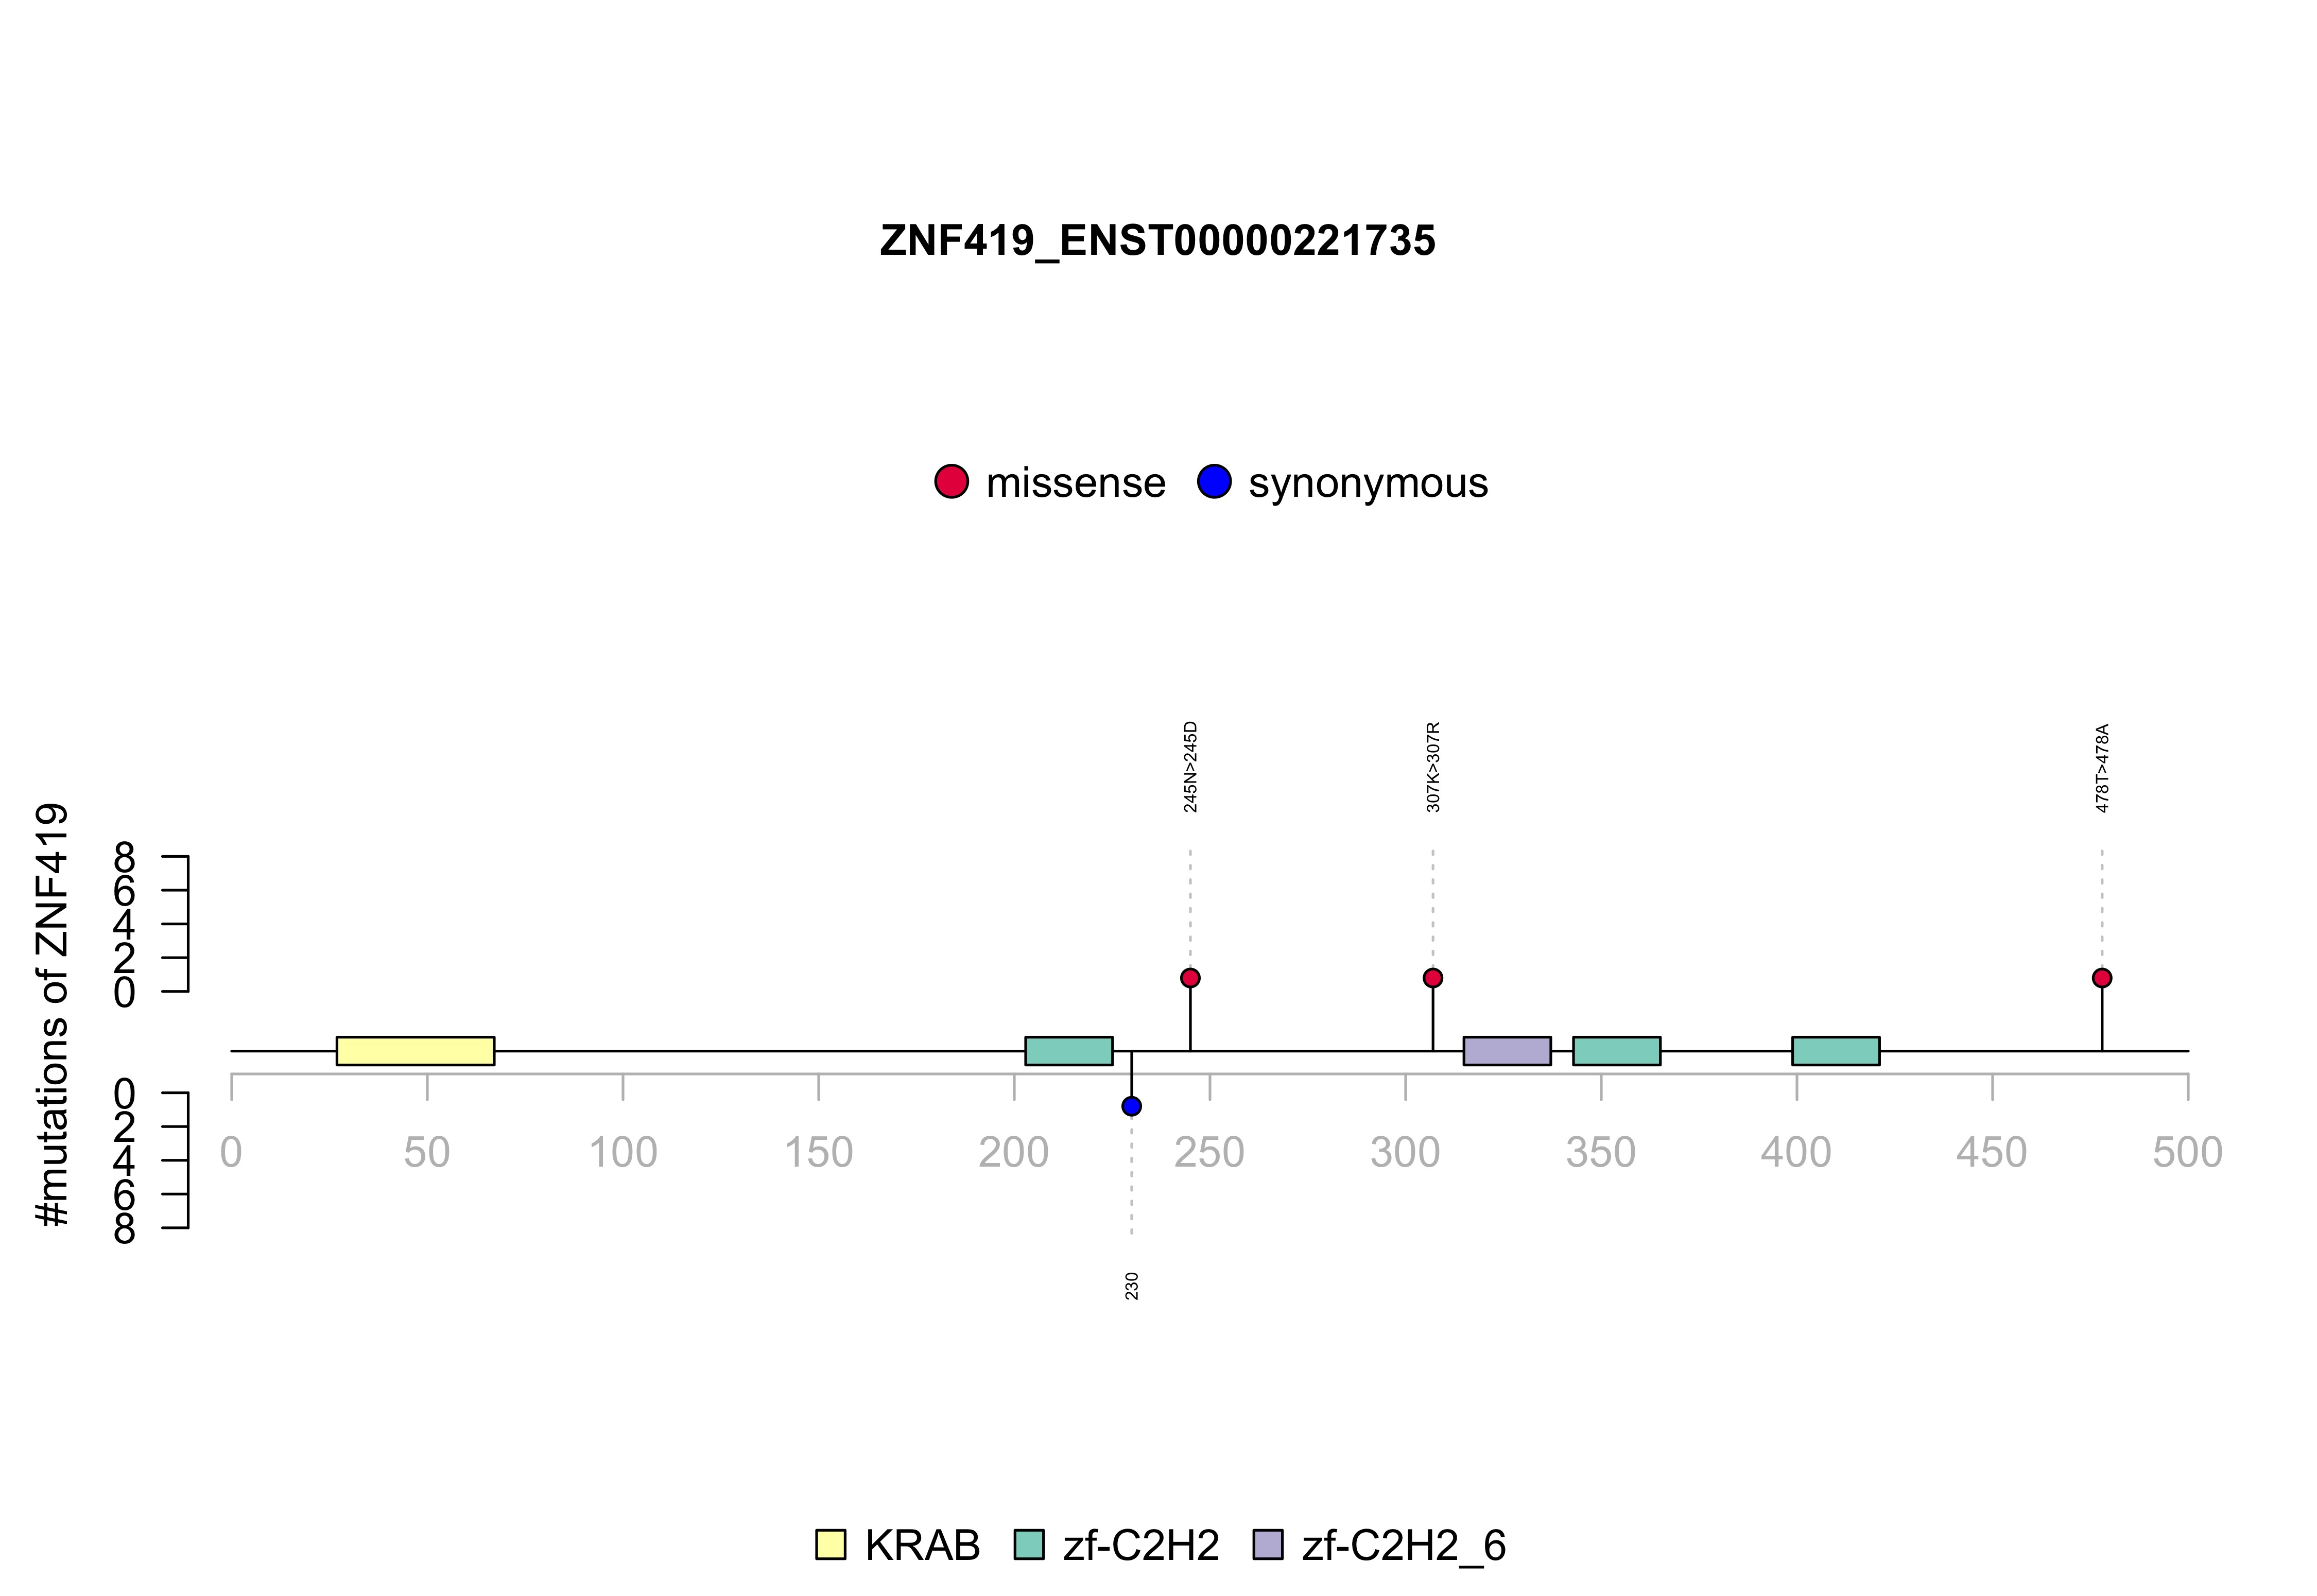 ZNF419_ENST00000221735
missense synonymous
245N>245D
307K>307R
478T>478A
#mutations of ZNF419
8
6
4
2
0
0
2
4
6
8
0 50 100 150 200 250 300 350 400 450 500
230
KRAB zf-C2H2 zf-C2H2_6